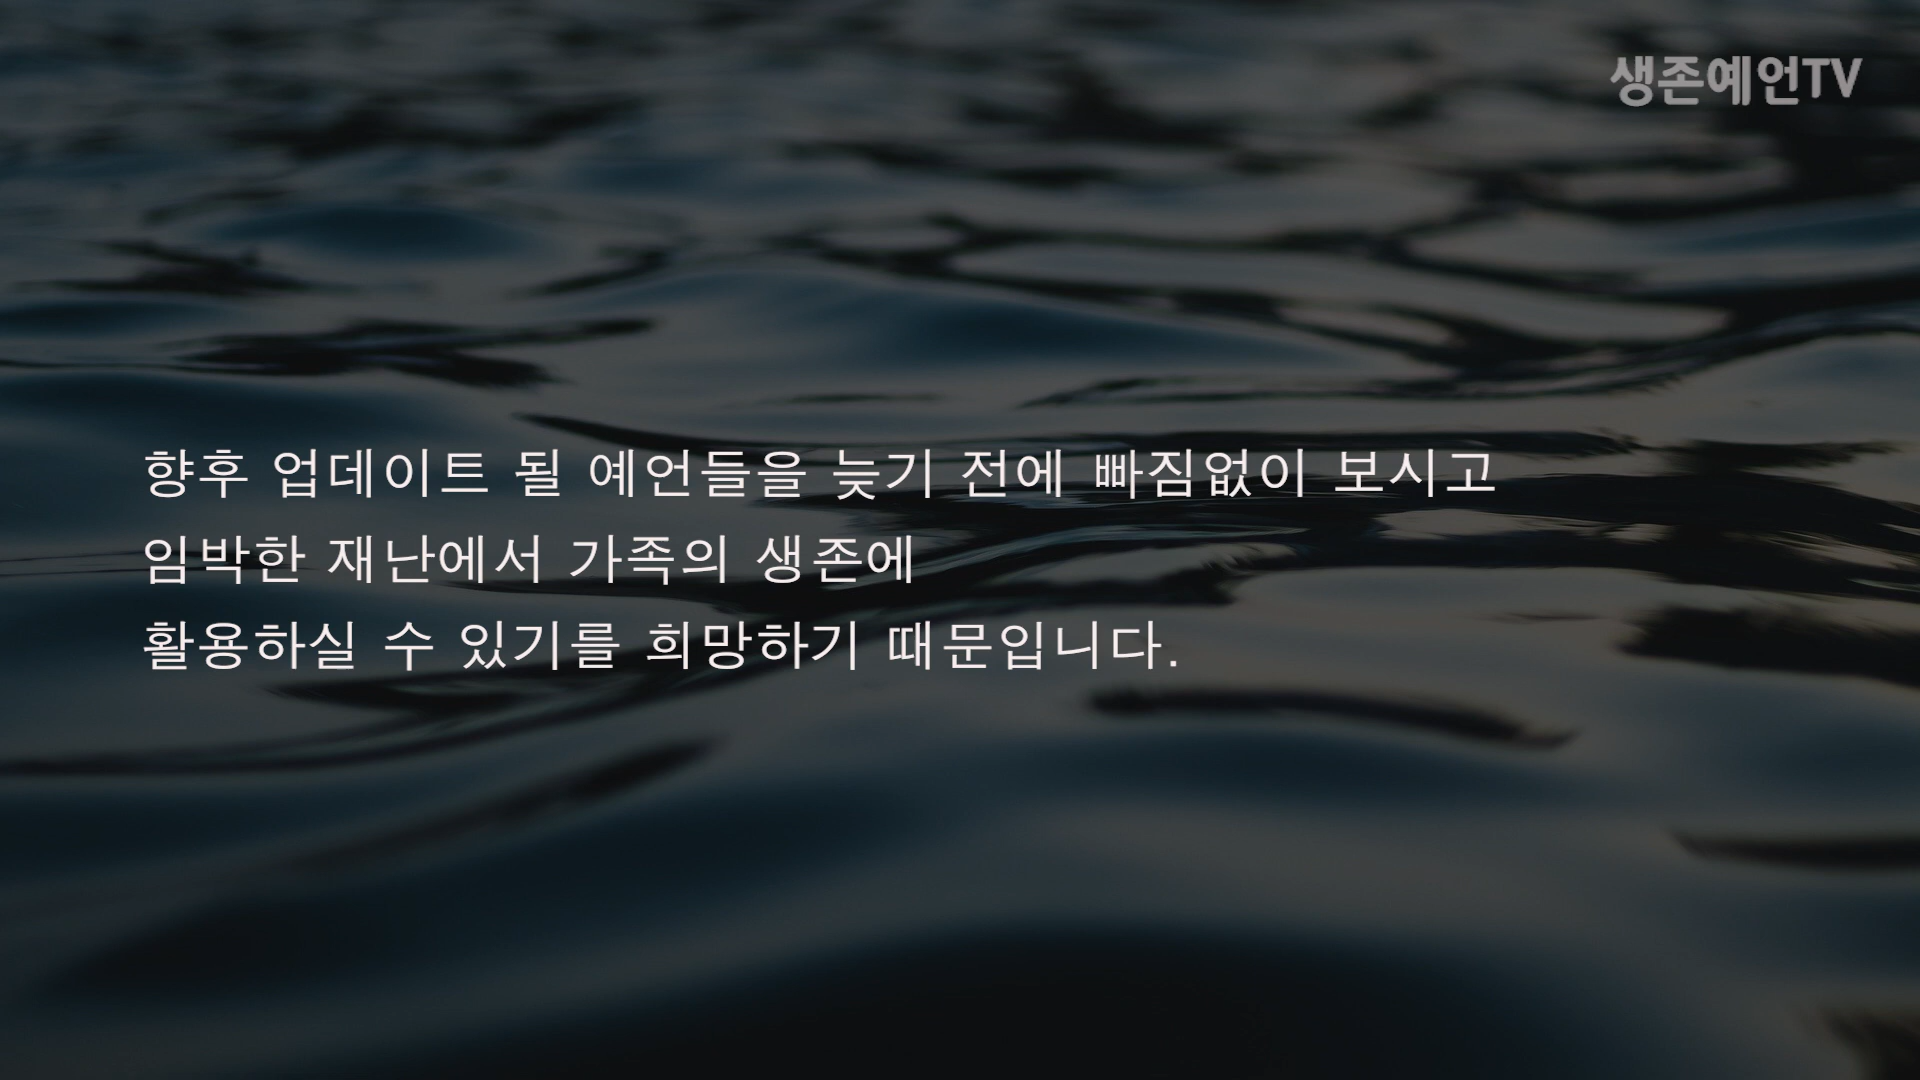 생존예언TV
향후 업데이트 될 예언들을 늦기 전에 빠짐없이 보시고
임박한 재난에서 가족의 생존에
활용하실 수 있기를 희망하기 때문입니다.